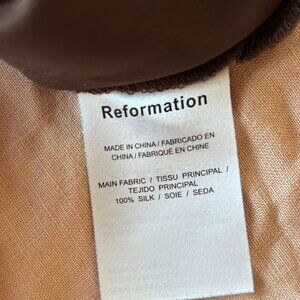 Reformation
MADE IN CHINA / FABRICADO EN
CHINA / FABRIQUÉ EN CHINE
MAIN FABRIC / TISSU PRINCIPAL /
TEJIDO PRINCIPAL
100% SILK / SOIE / SEDA